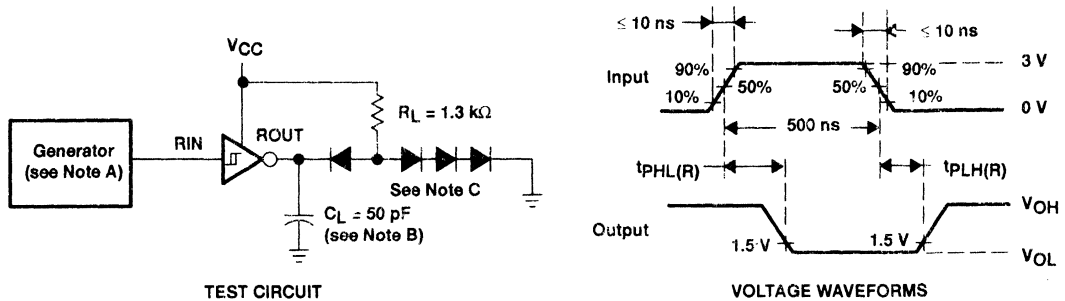 VCC
RL = 1.3 kΩ
Generator
(see Note A)
RIN
ROUT
See Note C
CL = 50 pF
(see Note B)
TEST CIRCUIT
≤ 10 ns
≤ 10 ns
Input
90%
50%
10%
50%
90%
10%
3 V
0 V
500 ns
tPHL(R)
tPLH(R)
Output
1.5 V
1.5 V
VOH
VOL
VOLTAGE WAVEFORMS